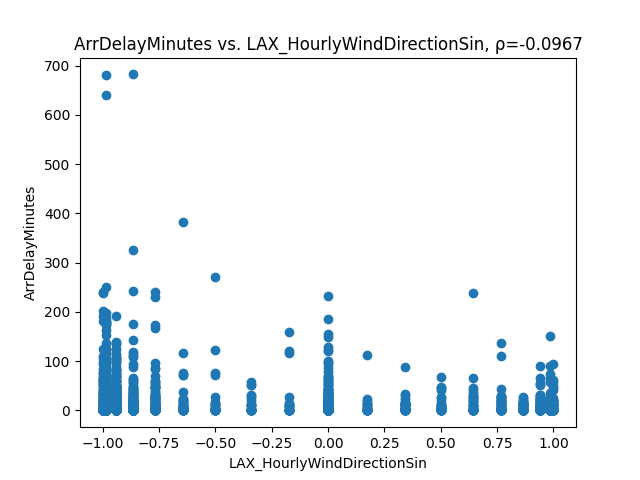 ArrDelayMinutes vs. LAX_HourlyWindDirectionSin, ρ=-0.0967
700
600
500
400
300
200
100
0
ArrDelayMinutes
−1.00 −0.75 −0.50 −0.25 0.00 0.25 0.50 0.75 1.00
LAX_HourlyWindDirectionSin